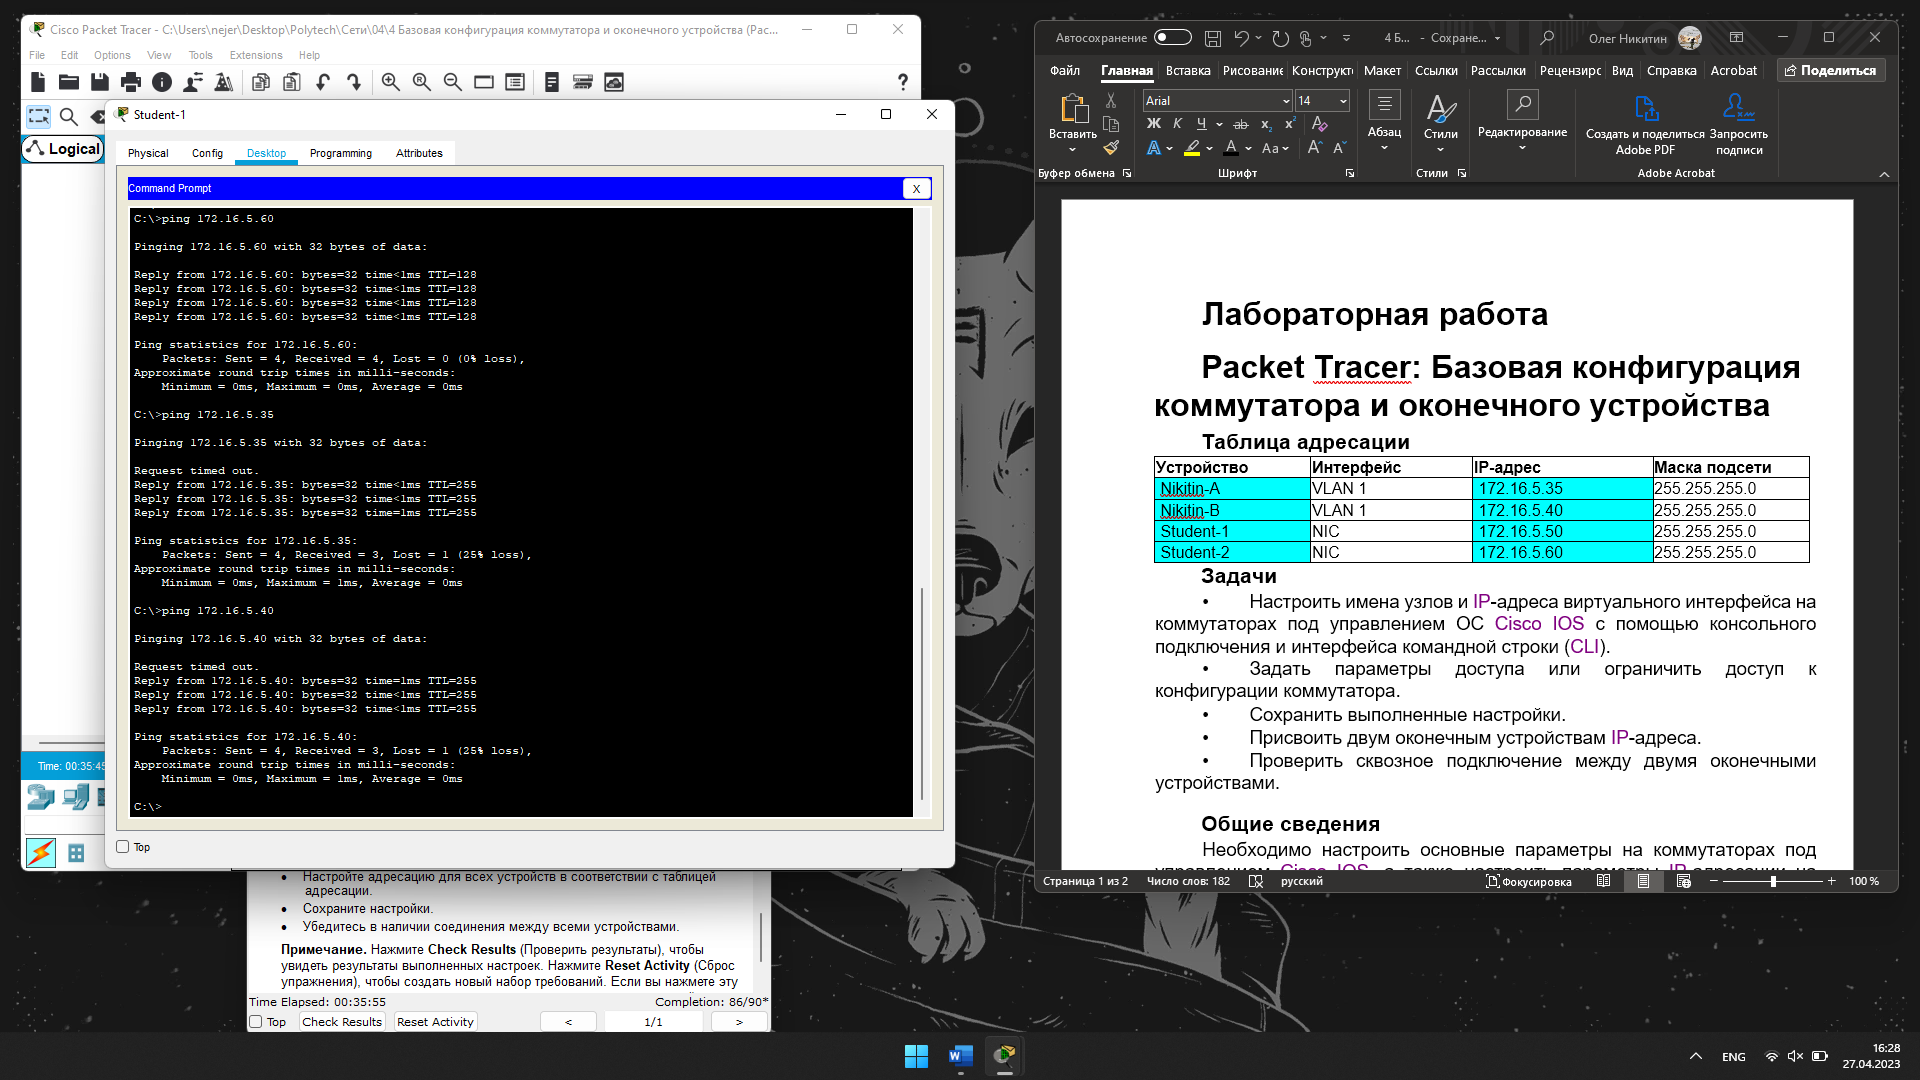 Cisco Packet Tracer - C:\Users\nejer\Desktop\Polytech\Сети\04\4 Базовая конфигурация коммутатора и оконечного устройства (Рас...
File Edit Options View Tools Extensions Help
Logical
Student-1
Physical Config Desktop Programming Attributes
Command Prompt X
C:\>ping 172.16.5.60
Pinging 172.16.5.60 with 32 bytes of data:
Reply from 172.16.5.60: bytes=32 time<1ms TTL=128
Reply from 172.16.5.60: bytes=32 time<1ms TTL=128
Reply from 172.16.5.60: bytes=32 time<1ms TTL=128
Reply from 172.16.5.60: bytes=32 time<1ms TTL=128
Ping statistics for 172.16.5.60:
Packets: Sent = 4, Received = 4, Lost = 0 (0% loss),
Approximate round trip times in milli-seconds:
Minimum = 0ms, Maximum = 0ms, Average = 0ms
C:\>ping 172.16.5.35
Pinging 172.16.5.35 with 32 bytes of data:
Request timed out.
Reply from 172.16.5.35: bytes=32 time<1ms TTL=255
Reply from 172.16.5.35: bytes=32 time<1ms TTL=255
Reply from 172.16.5.35: bytes=32 time=1ms TTL=255
Ping statistics for 172.16.5.35:
Packets: Sent = 4, Received = 3, Lost = 1 (25% loss),
Approximate round trip times in milli-seconds:
Minimum = 0ms, Maximum = 1ms, Average = 0ms
C:\>ping 172.16.5.40
Pinging 172.16.5.40 with 32 bytes of data:
Request timed out.
Reply from 172.16.5.40: bytes=32 time=1ms TTL=255
Reply from 172.16.5.40: bytes=32 time<1ms TTL=255
Reply from 172.16.5.40: bytes=32 time<1ms TTL=255
Ping statistics for 172.16.5.40:
Packets: Sent = 4, Received = 3, Lost = 1 (25% loss),
Approximate round trip times in milli-seconds:
Minimum = 0ms, Maximum = 1ms, Average = 0ms
C:\>
Top
Time: 00:35:45
• Настройте адресацию для всех устройств в соответствии с таблицей
адресации.
• Сохраните настройки.
• Убедитесь в наличии соединения между всеми устройствами.
Примечание. Нажмите Check Results (Проверить результаты), чтобы
увидеть результаты выполненных настроек. Нажмите Reset Activity (Сброс
упражнения), чтобы создать новый набор требований. Если вы нажмете эту
Time Elapsed: 00:35:55 Completion: 86/90*
Top Check Results Reset Activity < 1/1 >
Автосохранение 4 Б... - Сохране... Олег Никитин
Файл Главная Вставка Рисование Конструкт Макет Ссылки Рассылки Рецензирс Вид Справка Acrobat Поделиться
Arial 14
Вставить Ж К Ч ab x₂ x² Абзац Стили Редактирование Создать и поделиться Adobe PDF Запросить подписи
Буфер обмена Шрифт Стили Adobe Acrobat
Лабораторная работа
Packet Tracer: Базовая конфигурация
коммутатора и оконечного устройства
Таблица адресации
Устройство Интерфейс IP-адрес Маска подсети
Nikitin-A VLAN 1 172.16.5.35 255.255.255.0
Nikitin-B VLAN 1 172.16.5.40 255.255.255.0
Student-1 NIC 172.16.5.50 255.255.255.0
Student-2 NIC 172.16.5.60 255.255.255.0
Задачи
• Настроить имена узлов и IP-адреса виртуального интерфейса на
коммутаторах под управлением ОС Cisco IOS с помощью консольного
подключения и интерфейса командной строки (CLI).
• Задать параметры доступа или ограничить доступ к
конфигурации коммутатора.
• Сохранить выполненные настройки.
• Присвоить двум оконечным устройствам IP-адреса.
• Проверить сквозное подключение между двумя оконечными
устройствами.
Общие сведения
Необходимо настроить основные параметры на коммутаторах под
Страница 1 из 2 Число слов: 182 русский Фокусировка 100 %
ENG 16:28
27.04.2023